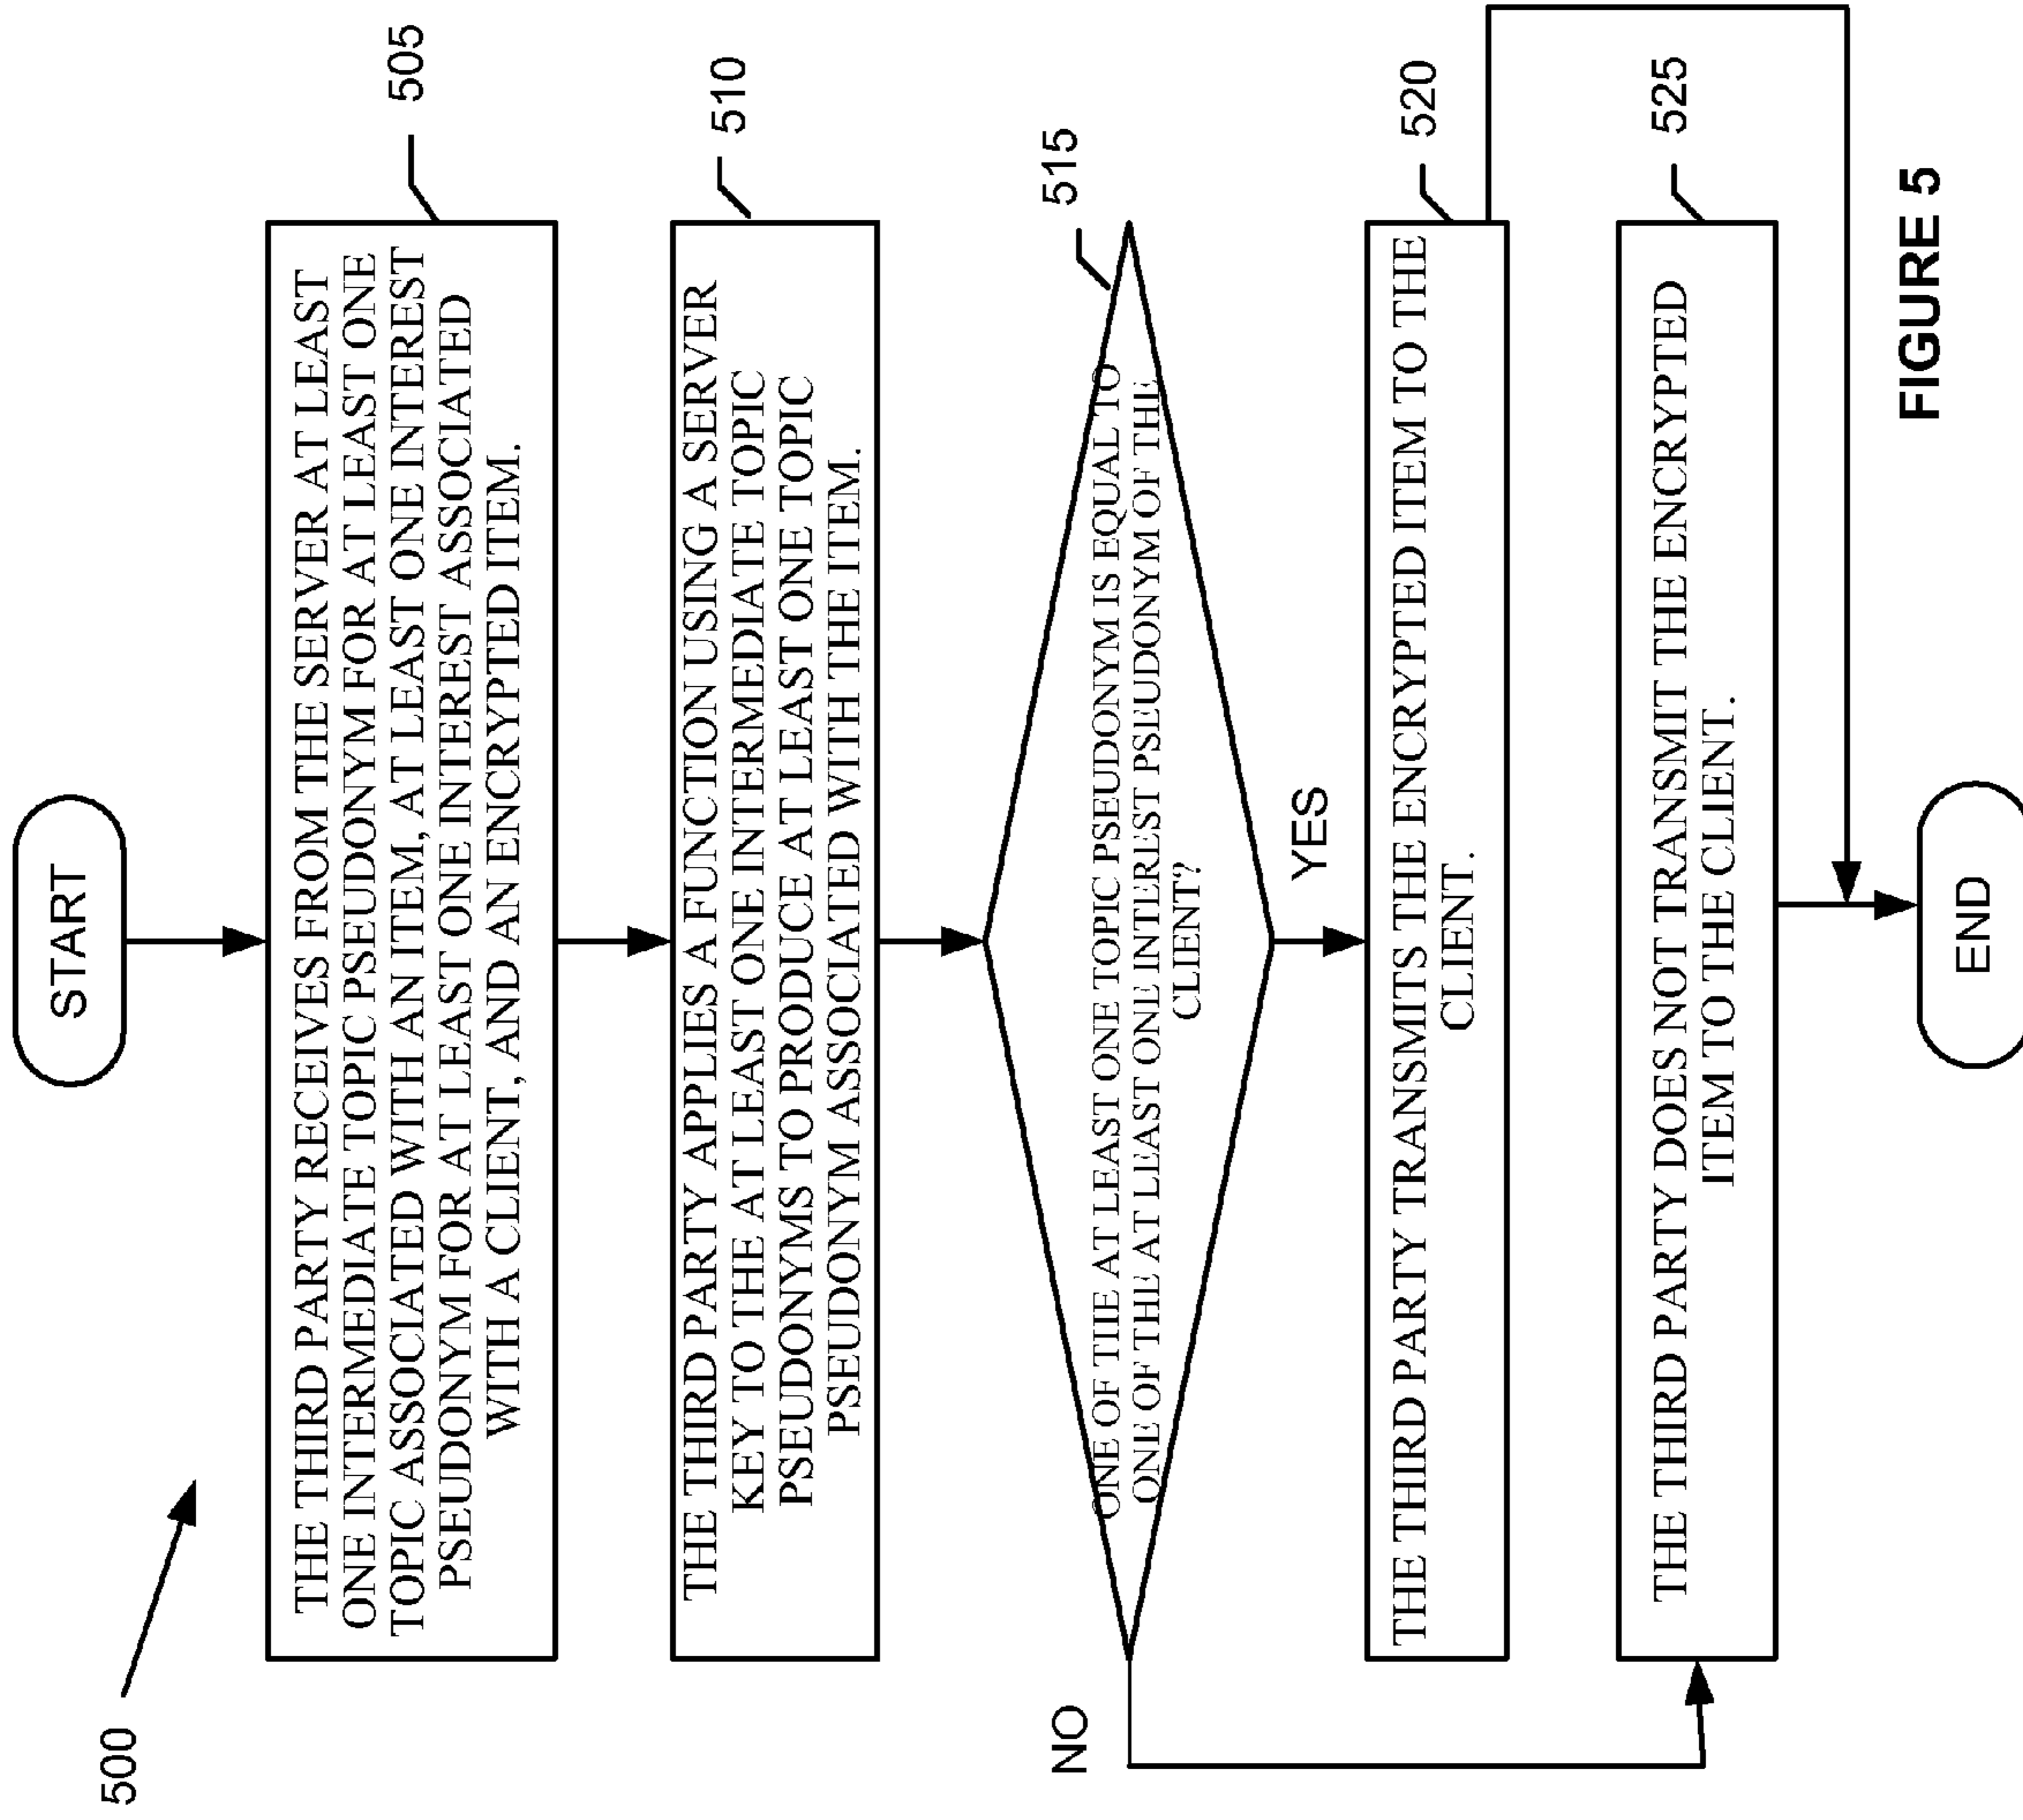 500
START
THE THIRD PARTY RECEIVES FROM THE SERVER AT LEAST
ONE INTERMEDIATE TOPIC PSEUDONYM FOR AT LEAST ONE
TOPIC ASSOCIATED WITH AN ITEM, AT LEAST ONE INTEREST
PSEUDONYM FOR AT LEAST ONE INTEREST ASSOCIATED
WITH A CLIENT, AND AN ENCRYPTED ITEM.
505
THE THIRD PARTY APPLIES A FUNCTION USING A SERVER
KEY TO THE AT LEAST ONE INTERMEDIATE TOPIC
PSEUDONYMS TO PRODUCE AT LEAST ONE TOPIC
PSEUDONYM ASSOCIATED WITH THE ITEM.
510
ONE OF THE AT LEAST ONE TOPIC PSEUDONYM IS EQUAL TO
ONE OF THE AT LEAST ONE INTEREST PSEUDONYM OF THE
CLIENT?
515
NO
YES
THE THIRD PARTY TRANSMITS THE ENCRYPTED ITEM TO THE
CLIENT.
520
THE THIRD PARTY DOES NOT TRANSMIT THE ENCRYPTED
ITEM TO THE CLIENT.
525
END
FIGURE 5